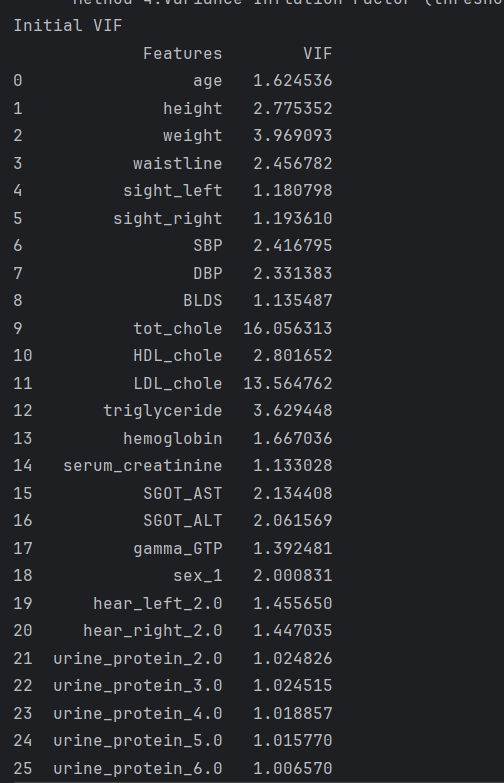 Method 4:Variance Inflation Factor (thresho
Initial VIF
Features VIF
0 age 1.624536
1 height 2.775352
2 weight 3.969093
3 waistline 2.456782
4 sight_left 1.180798
5 sight_right 1.193610
6 SBP 2.416795
7 DBP 2.331383
8 BLDS 1.135487
9 tot_chole 16.056313
10 HDL_chole 2.801652
11 LDL_chole 13.564762
12 triglyceride 3.629448
13 hemoglobin 1.667036
14 serum_creatinine 1.133028
15 SGOT_AST 2.134408
16 SGOT_ALT 2.061569
17 gamma_GTP 1.392481
18 sex_1 2.000831
19 hear_left_2.0 1.455650
20 hear_right_2.0 1.447035
21 urine_protein_2.0 1.024826
22 urine_protein_3.0 1.024515
23 urine_protein_4.0 1.018857
24 urine_protein_5.0 1.015770
25 urine_protein_6.0 1.006570